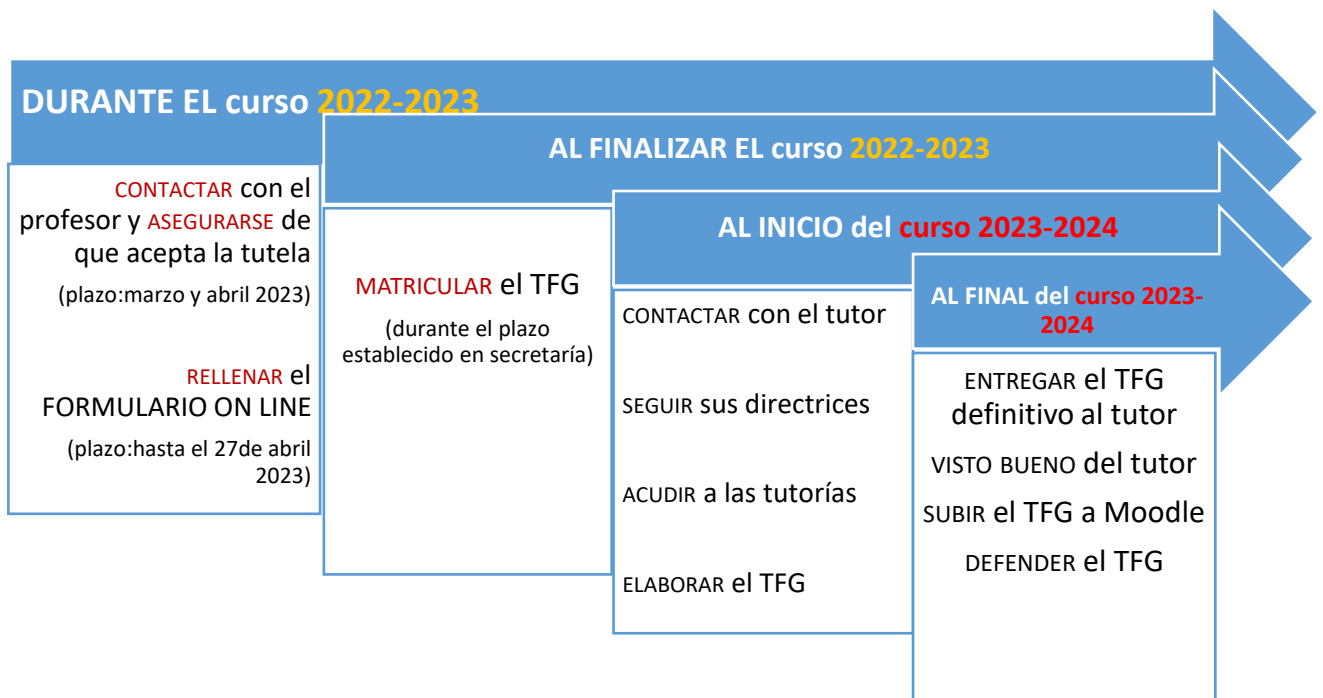 DURANTE EL curso 2022-2023
CONTACTAR con el
profesor y ASEGURARSE de
que acepta la tutela
(plazo:marzo y abril 2023)
RELLENAR el
FORMULARIO ON LINE
(plazo:hasta el 27de abril
2023)
AL FINALIZAR EL curso 2022-2023
MATRICULAR el TFG
(durante el plazo
establecido en secretaría)
AL INICIO del curso 2023-2024
CONTACTAR con el tutor
SEGUIR sus directrices
ACUDIR a las tutorías
ELABORAR el TFG
AL FINAL del curso 2023-
2024
ENTREGAR el TFG
definitivo al tutor
VISTO BUENO del tutor
SUBIR el TFG a Moodle
DEFENDER el TFG